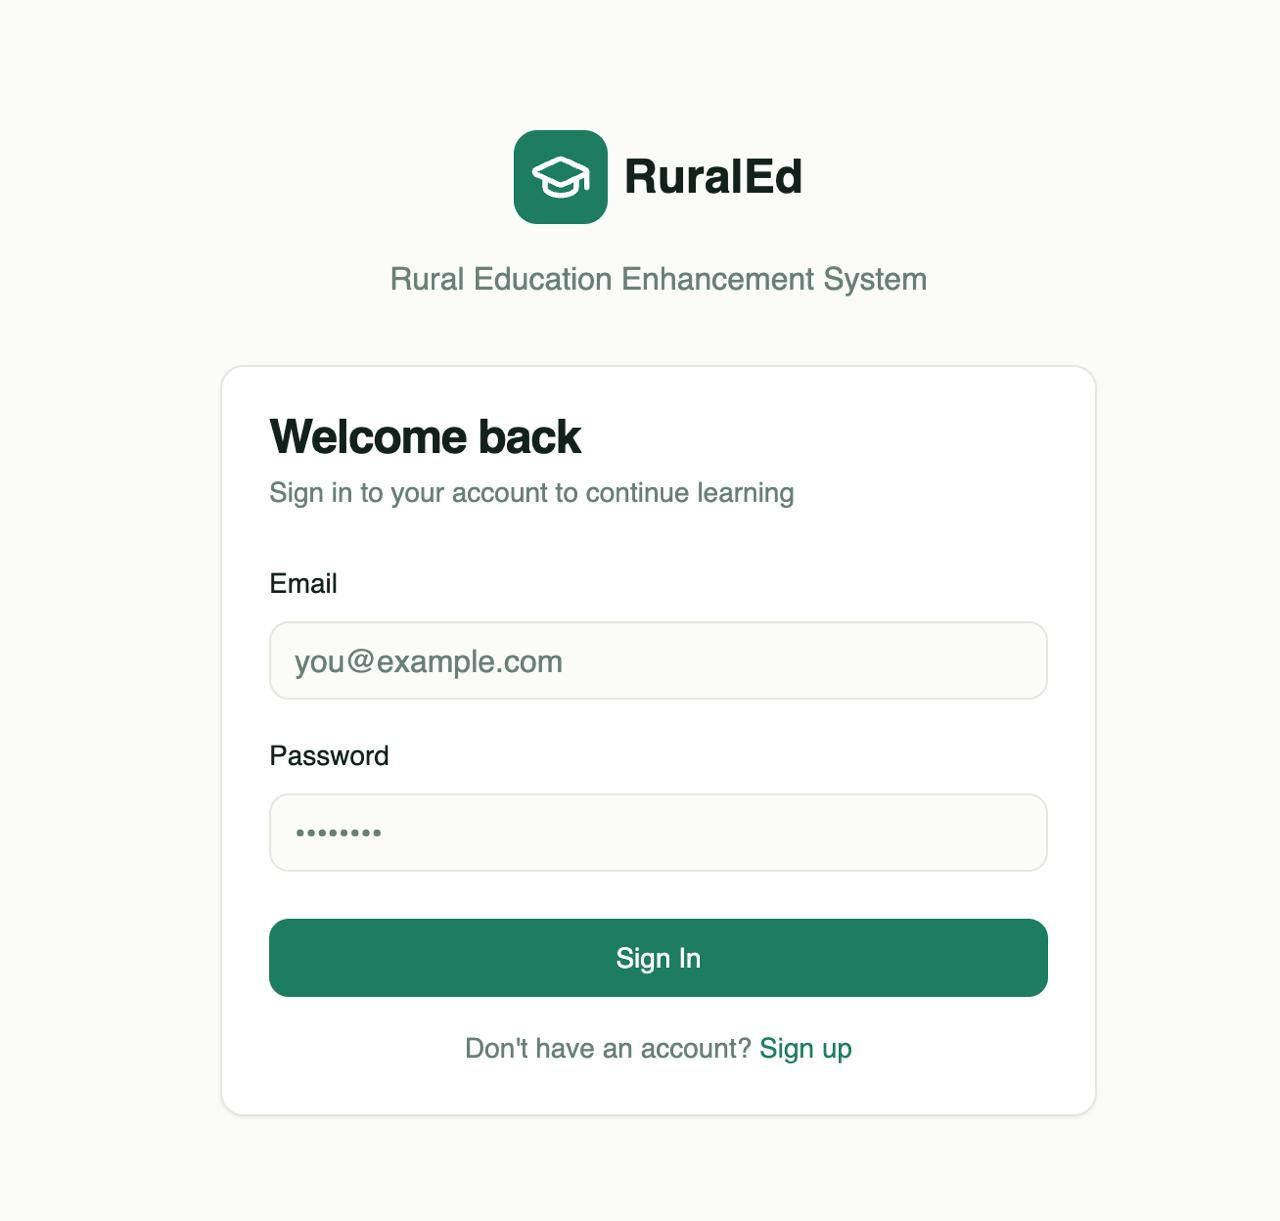 RuralEd
Rural Education Enhancement System
Welcome back
Sign in to your account to continue learning
Email
you@example.com
Password
••••••••
Sign In
Don't have an account? Sign up